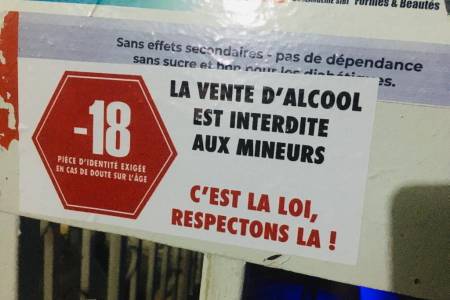 Formes & Beautés
Sans effets secondaires - pas de dépendance
sans sucre et bon pour les diabétiques.
-18
PIÈCE D'IDENTITÉ EXIGÉE
EN CAS DE DOUTE SUR L'ÂGE
LA VENTE D'ALCOOL
EST INTERDITE
AUX MINEURS
C'EST LA LOI,
RESPECTONS LA !